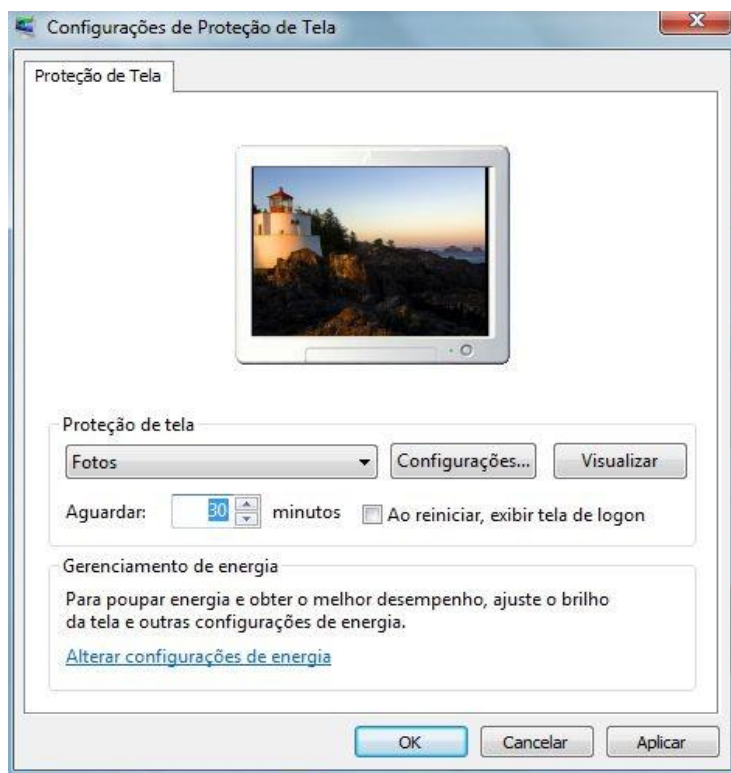 Configurações de Proteção de Tela
Proteção de Tela
Proteção de tela
Fotos
Configurações...
Visualizar
Aguardar: 30 minutos
Ao reiniciar, exibir tela de logon
Gerenciamento de energia
Para poupar energia e obter o melhor desempenho, ajuste o brilho
da tela e outras configurações de energia.
Alterar configurações de energia
OK
Cancelar
Aplicar